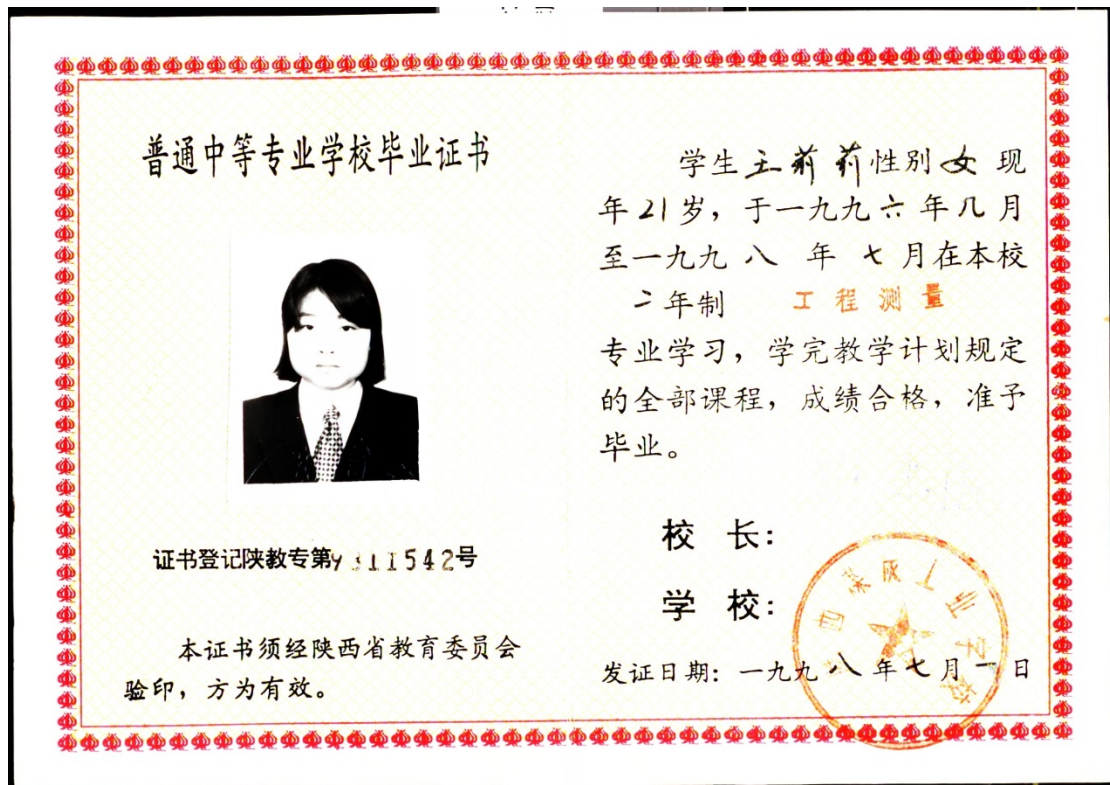 普通中等专业学校毕业证书
证书登记陕教专第9311542号
本证书须经陕西省教育委员会
验印，方为有效。
学生王莉莉性别女现
年21岁，于一九九六年九月
至一九九八年七月在本校
二年制 工程测量
专业学习，学完教学计划规定
的全部课程，成绩合格，准予
毕业。
校长：
学校：
发证日期：一九九八年七月一日